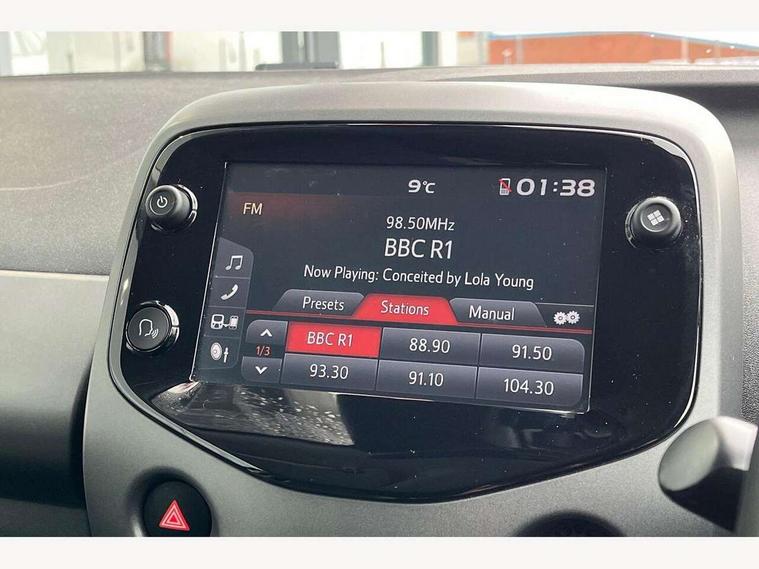 9°C 01:38
FM
98.50MHz
BBC R1
Now Playing: Conceited by Lola Young
Presets Stations Manual
1/3
BBC R1 88.90 91.50
93.30 91.10 104.30